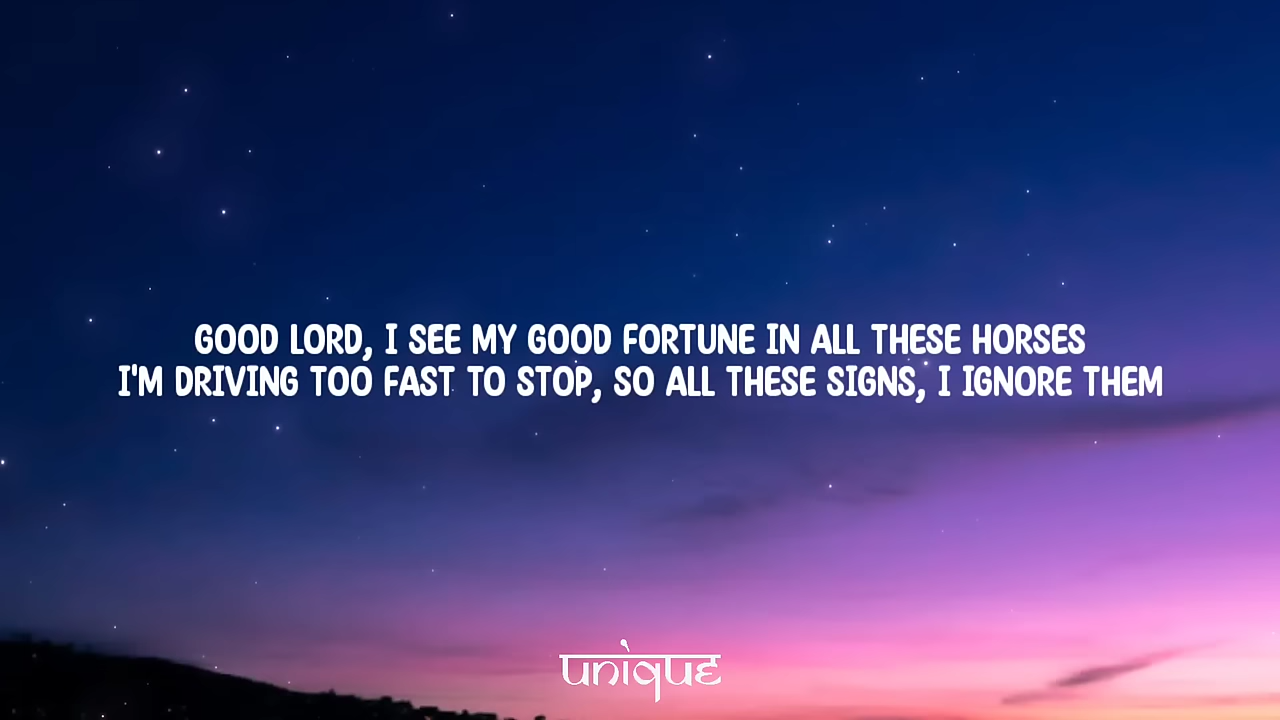 GOOD LORD, I SEE MY GOOD FORTUNE IN ALL THESE HORSES
I'M DRIVING TOO FAST TO STOP, SO ALL THESE SIGNS, I IGNORE THEM
unique